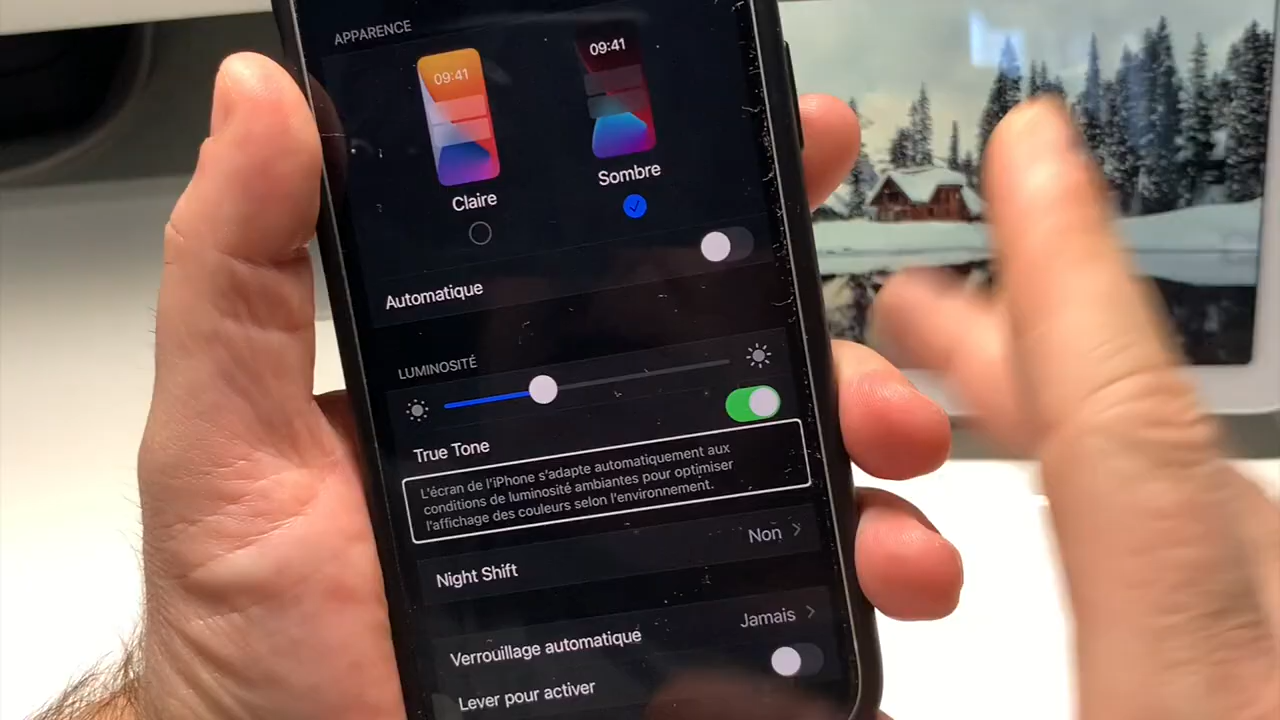 APPARENCE
09:41
09:41
Claire
Sombre
Automatique
LUMINOSITÉ
True Tone
L'écran de l'iPhone s'adapte automatiquement aux
conditions de luminosité ambiantes pour optimiser
l'affichage des couleurs selon l'environnement.
Night Shift
Non
Verrouillage automatique
Jamais
Lever pour activer